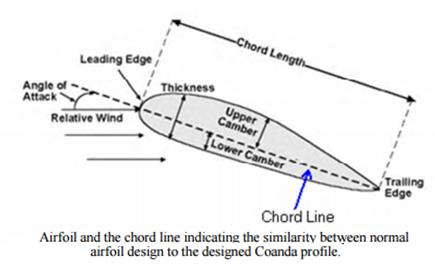 Chord Length
Leading Edge
Angle of
Attack
Thickness
Relative Wind
Upper
Camber
Lower Camber
Trailing
Edge
Chord Line
Airfoil and the chord line indicating the similarity between normal
airfoil design to the designed Coanda profile.